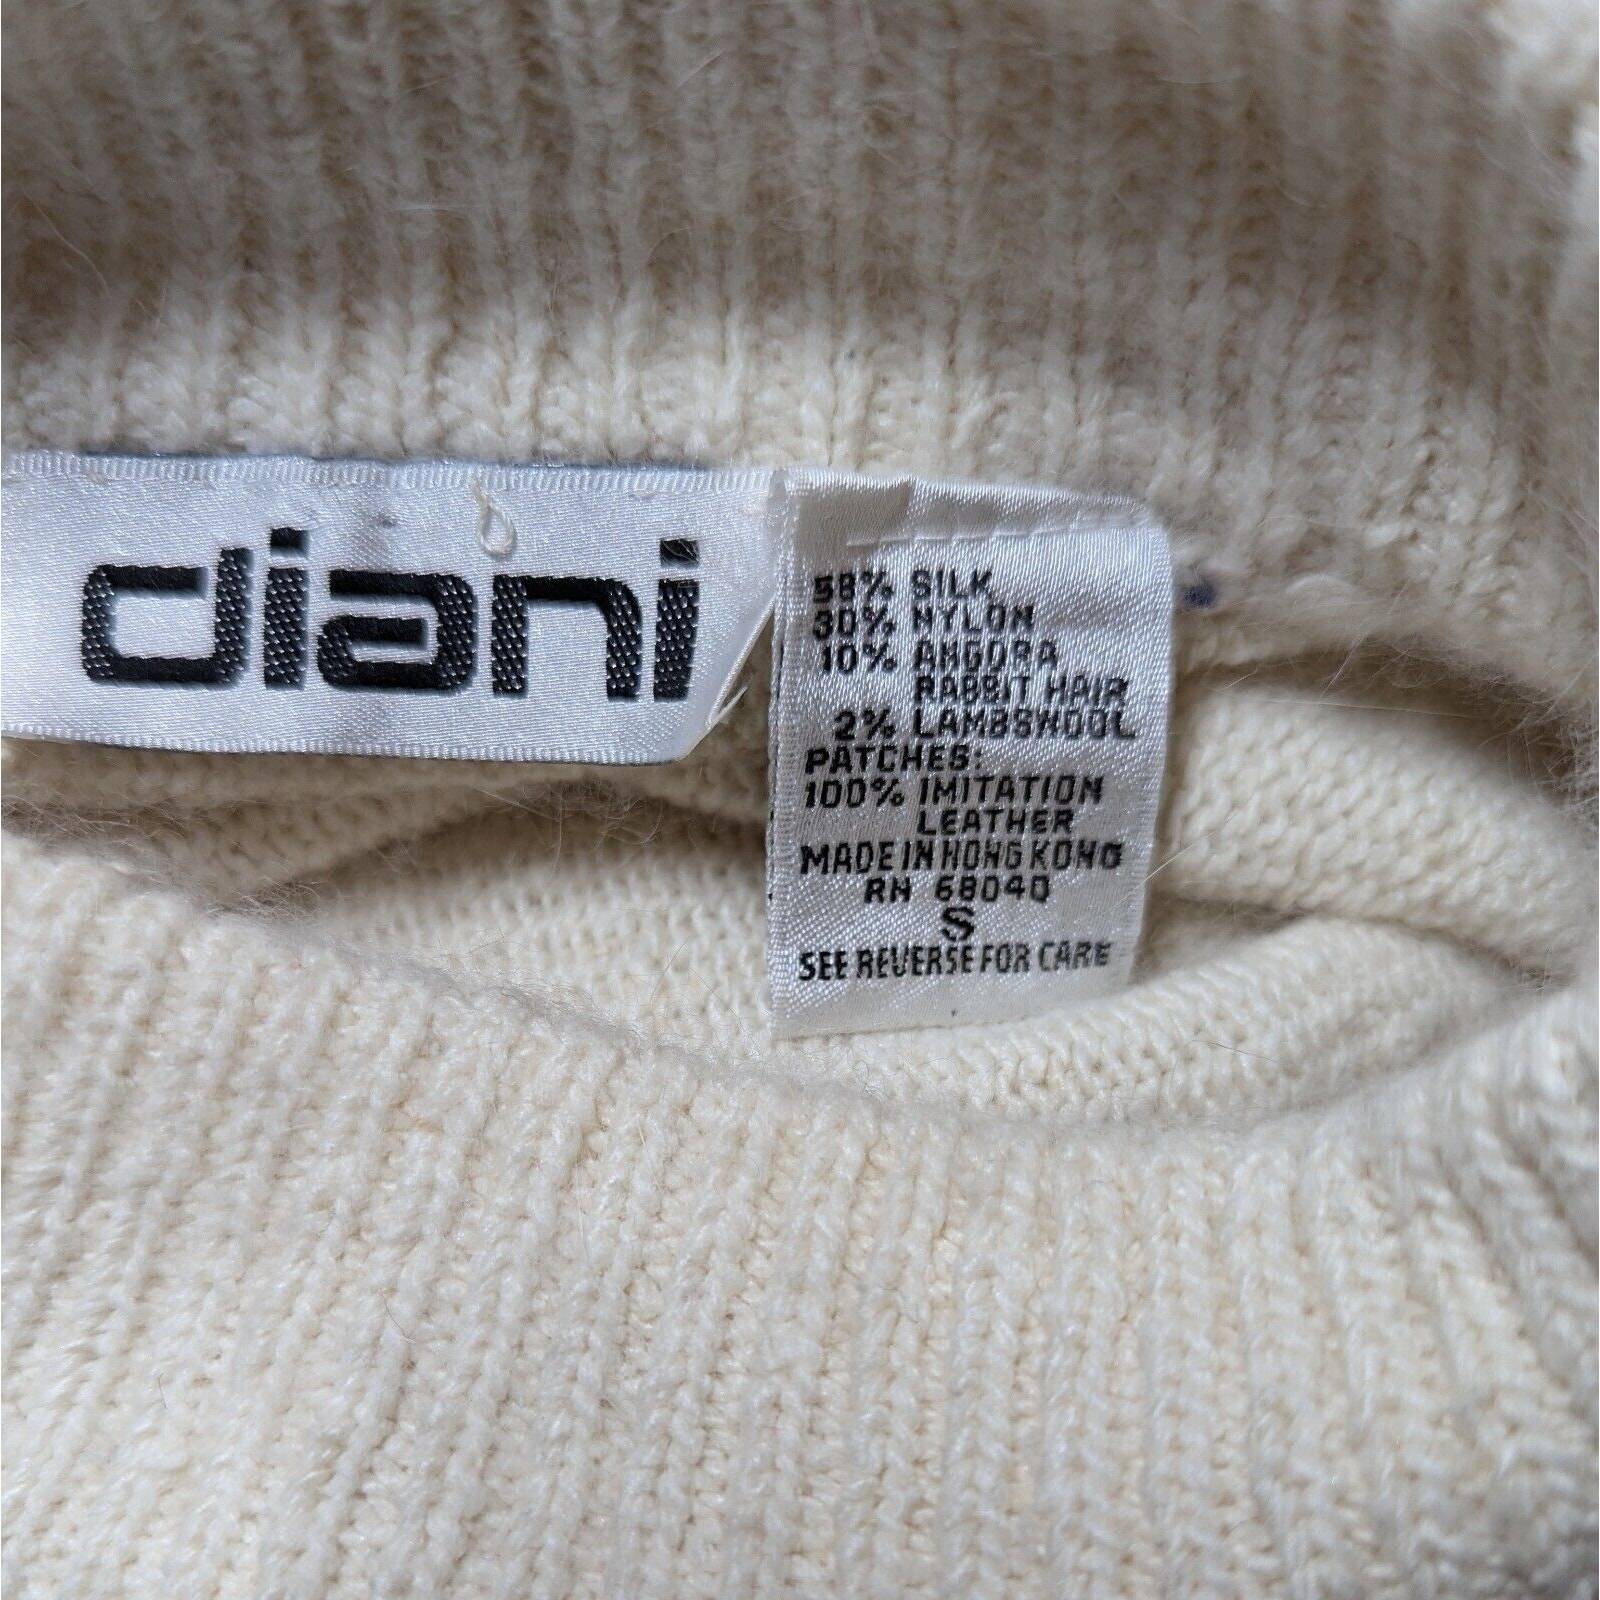 diani
58% SILK
30% NYLON
10% ANGORA
RABBIT HAIR
2% LAMBSWOOL
PATCHES:
100% IMITATION
LEATHER
MADE IN HONG KONG
RN 68040
S
SEE REVERSE FOR CARE